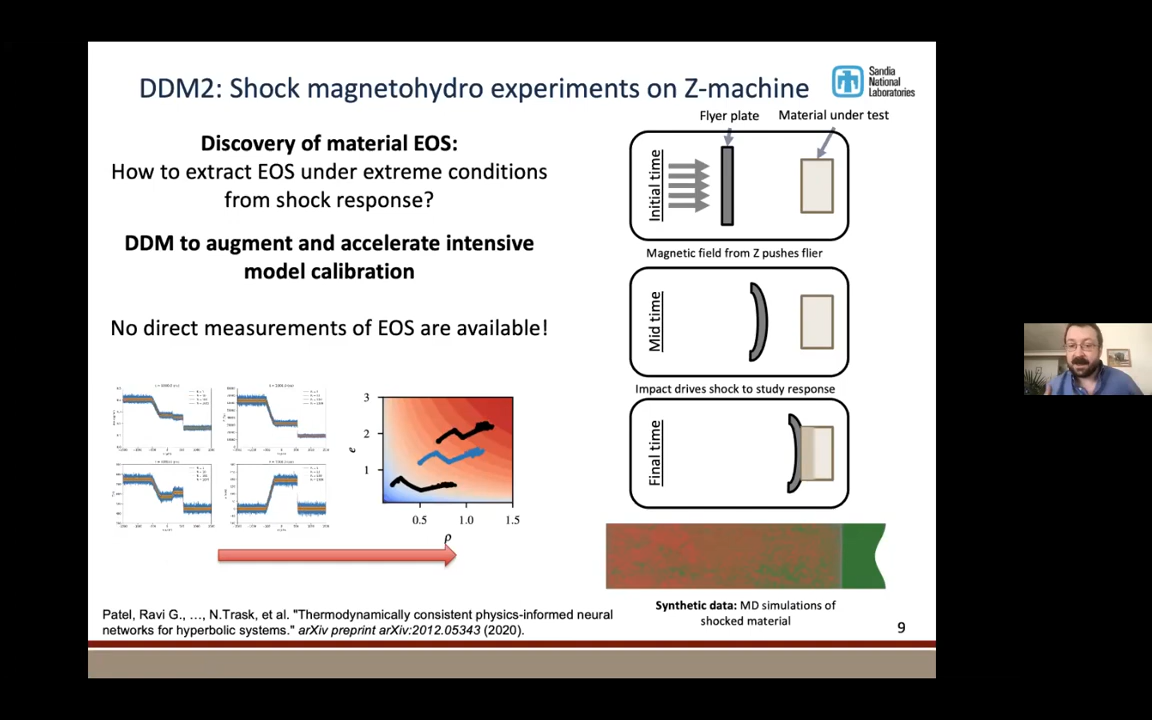 DDM2: Shock magnetohydro experiments on Z-machine
Sandia
National
Laboratories
Discovery of material EOS:
How to extract EOS under extreme conditions
from shock response?
DDM to augment and accelerate intensive
model calibration
No direct measurements of EOS are available!
Flyer plate
Material under test
Initial time
Magnetic field from Z pushes flier
Mid time
Impact drives shock to study response
Final time
3
2
1
e
0.5
1.0
1.5
ρ
Synthetic data: MD simulations of
shocked material
Patel, Ravi G., ..., N.Trask, et al. "Thermodynamically consistent physics-informed neural
networks for hyperbolic systems." arXiv preprint arXiv:2012.05343 (2020).
9